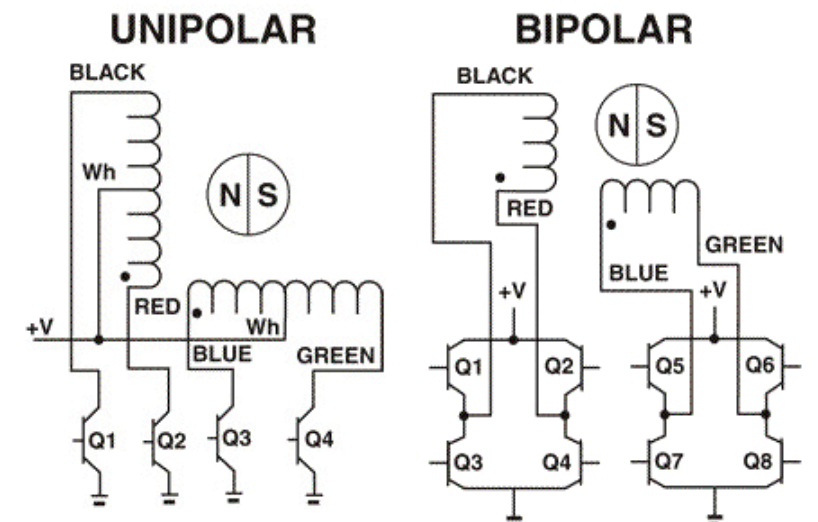 UNIPOLAR
BLACK
Wh
N S
RED
+V
Wh
BLUE
GREEN
Q1
Q2
Q3
Q4
BIPOLAR
BLACK
N S
RED
GREEN
BLUE
+V
+V
Q1
Q2
Q5
Q6
Q3
Q4
Q7
Q8